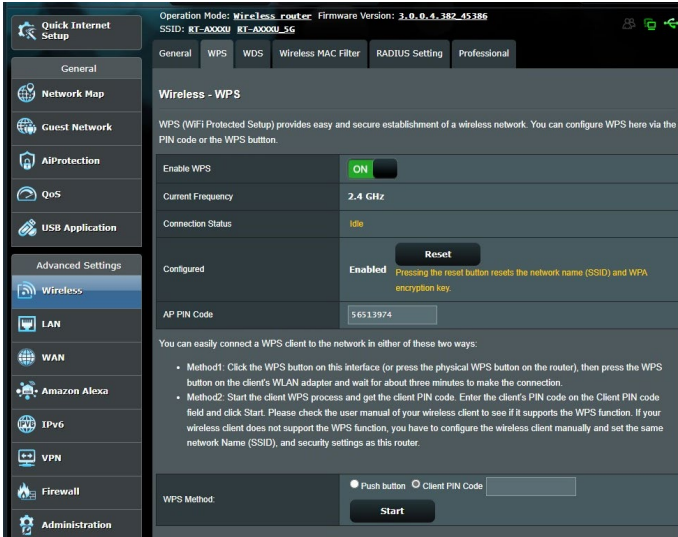 Quick Internet
Setup
General
Network Map
Guest Network
AiProtection
QoS
USB Application
Advanced Settings
Wireless
LAN
WAN
Amazon Alexa
IPv6
IPv6
VPN
Firewall
Administration
Operation Mode: Wireless router Firmware Version: 3.0.0.4.382_45386
SSID: RT-AXXXU RT-AXXXU_5G
General WPS WDS Wireless MAC Filter RADIUS Setting Professional
Wireless - WPS
WPS (WiFi Protected Setup) provides easy and secure establishment of a wireless network. You can configure WPS here via the
PIN code or the WPS buttton.
Enable WPS ON
Current Frequency 2.4 GHz
Connection Status Idle
Configured Enabled Reset
Pressing the reset button resets the network name (SSID) and WPA
encryption key.
AP PIN Code 56513974
You can easily connect a WPS client to the network in either of these two ways:
• Method1: Click the WPS button on this interface (or press the physical WPS button on the router), then press the WPS
button on the client's WLAN adapter and wait for about three minutes to make the connection.
• Method2: Start the client WPS process and get the client PIN code. Enter the client's PIN code on the Client PIN code
field and click Start. Please check the user manual of your wireless client to see if it supports the WPS function. If your
wireless client does not support the WPS function, you have to configure the wireless client manually and set the same
network Name (SSID), and security settings as this router.
WPS Method: Push button Client PIN Code
Start